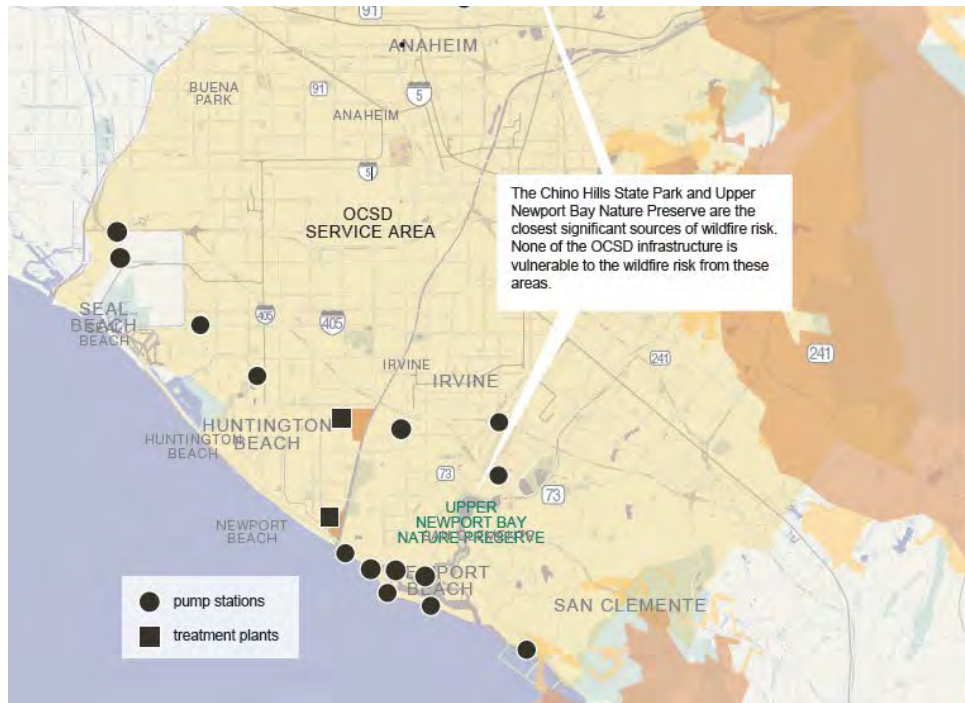 91
ANAHEIM
BUENA
PARK
91
5
ANAHEIM
5
OCSD
SERVICE AREA
The Chino Hills State Park and Upper
Newport Bay Nature Preserve are the
closest significant sources of wildfire risk.
None of the OCSD infrastructure is
vulnerable to the wildfire risk from these
areas.
SEAL
BEACH
SEAL
BEACH
405
405
241
241
IRVINE
IRVINE
HUNTINGTON
BEACH
HUNTINGTON
BEACH
73
73
UPPER
NEWPORT BAY
NATURE PRESERVE
NEWPORT
BEACH
NEWPORT
BEACH
SAN CLEMENTE
pump stations
treatment plants